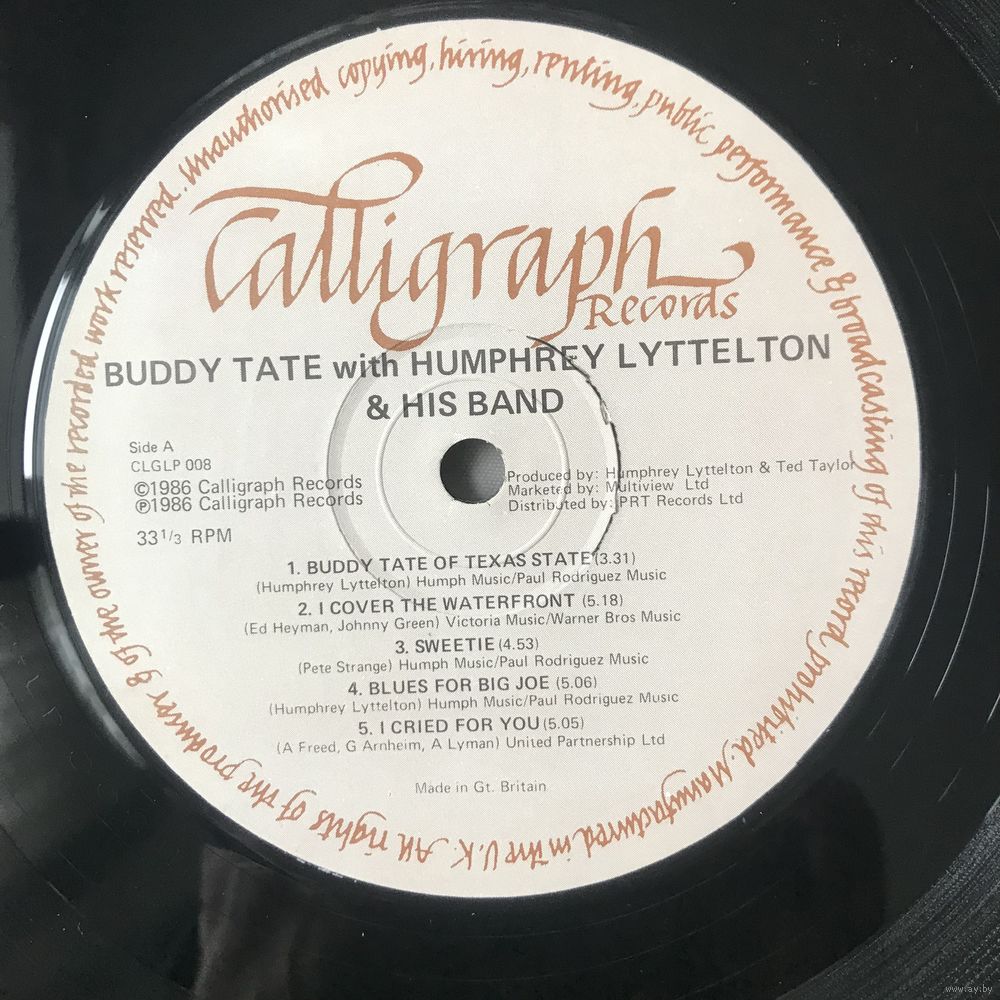 Calligraph
Records
BUDDY TATE with HUMPHREY LYTTELTON
& HIS BAND
Side A
CLGLP 008
©1986 Calligraph Records
℗1986 Calligraph Records
33 1/3 RPM
Produced by: Humphrey Lyttelton & Ted Taylor
Marketed by: Multiview Ltd
Distributed by: PRT Records Ltd
1. BUDDY TATE OF TEXAS STATE (3.31)
(Humphrey Lyttelton) Humph Music/Paul Rodriguez Music
2. I COVER THE WATERFRONT (5.18)
(Ed Heyman, Johnny Green) Victoria Music/Warner Bros Music
3. SWEETIE (4.53)
(Pete Strange) Humph Music/Paul Rodriguez Music
4. BLUES FOR BIG JOE (5.06)
(Humphrey Lyttelton) Humph Music/Paul Rodriguez Music
5. I CRIED FOR YOU (5.05)
(A Freed, G Arnheim, A Lyman) United Partnership Ltd
Made in Gt. Britain
All rights of the producer & of the owner of the recorded work reserved. Unauthorised copying, hiring, renting, public performance & broadcasting of this record prohibited. Manufactured in the U.K.
www.ay.by